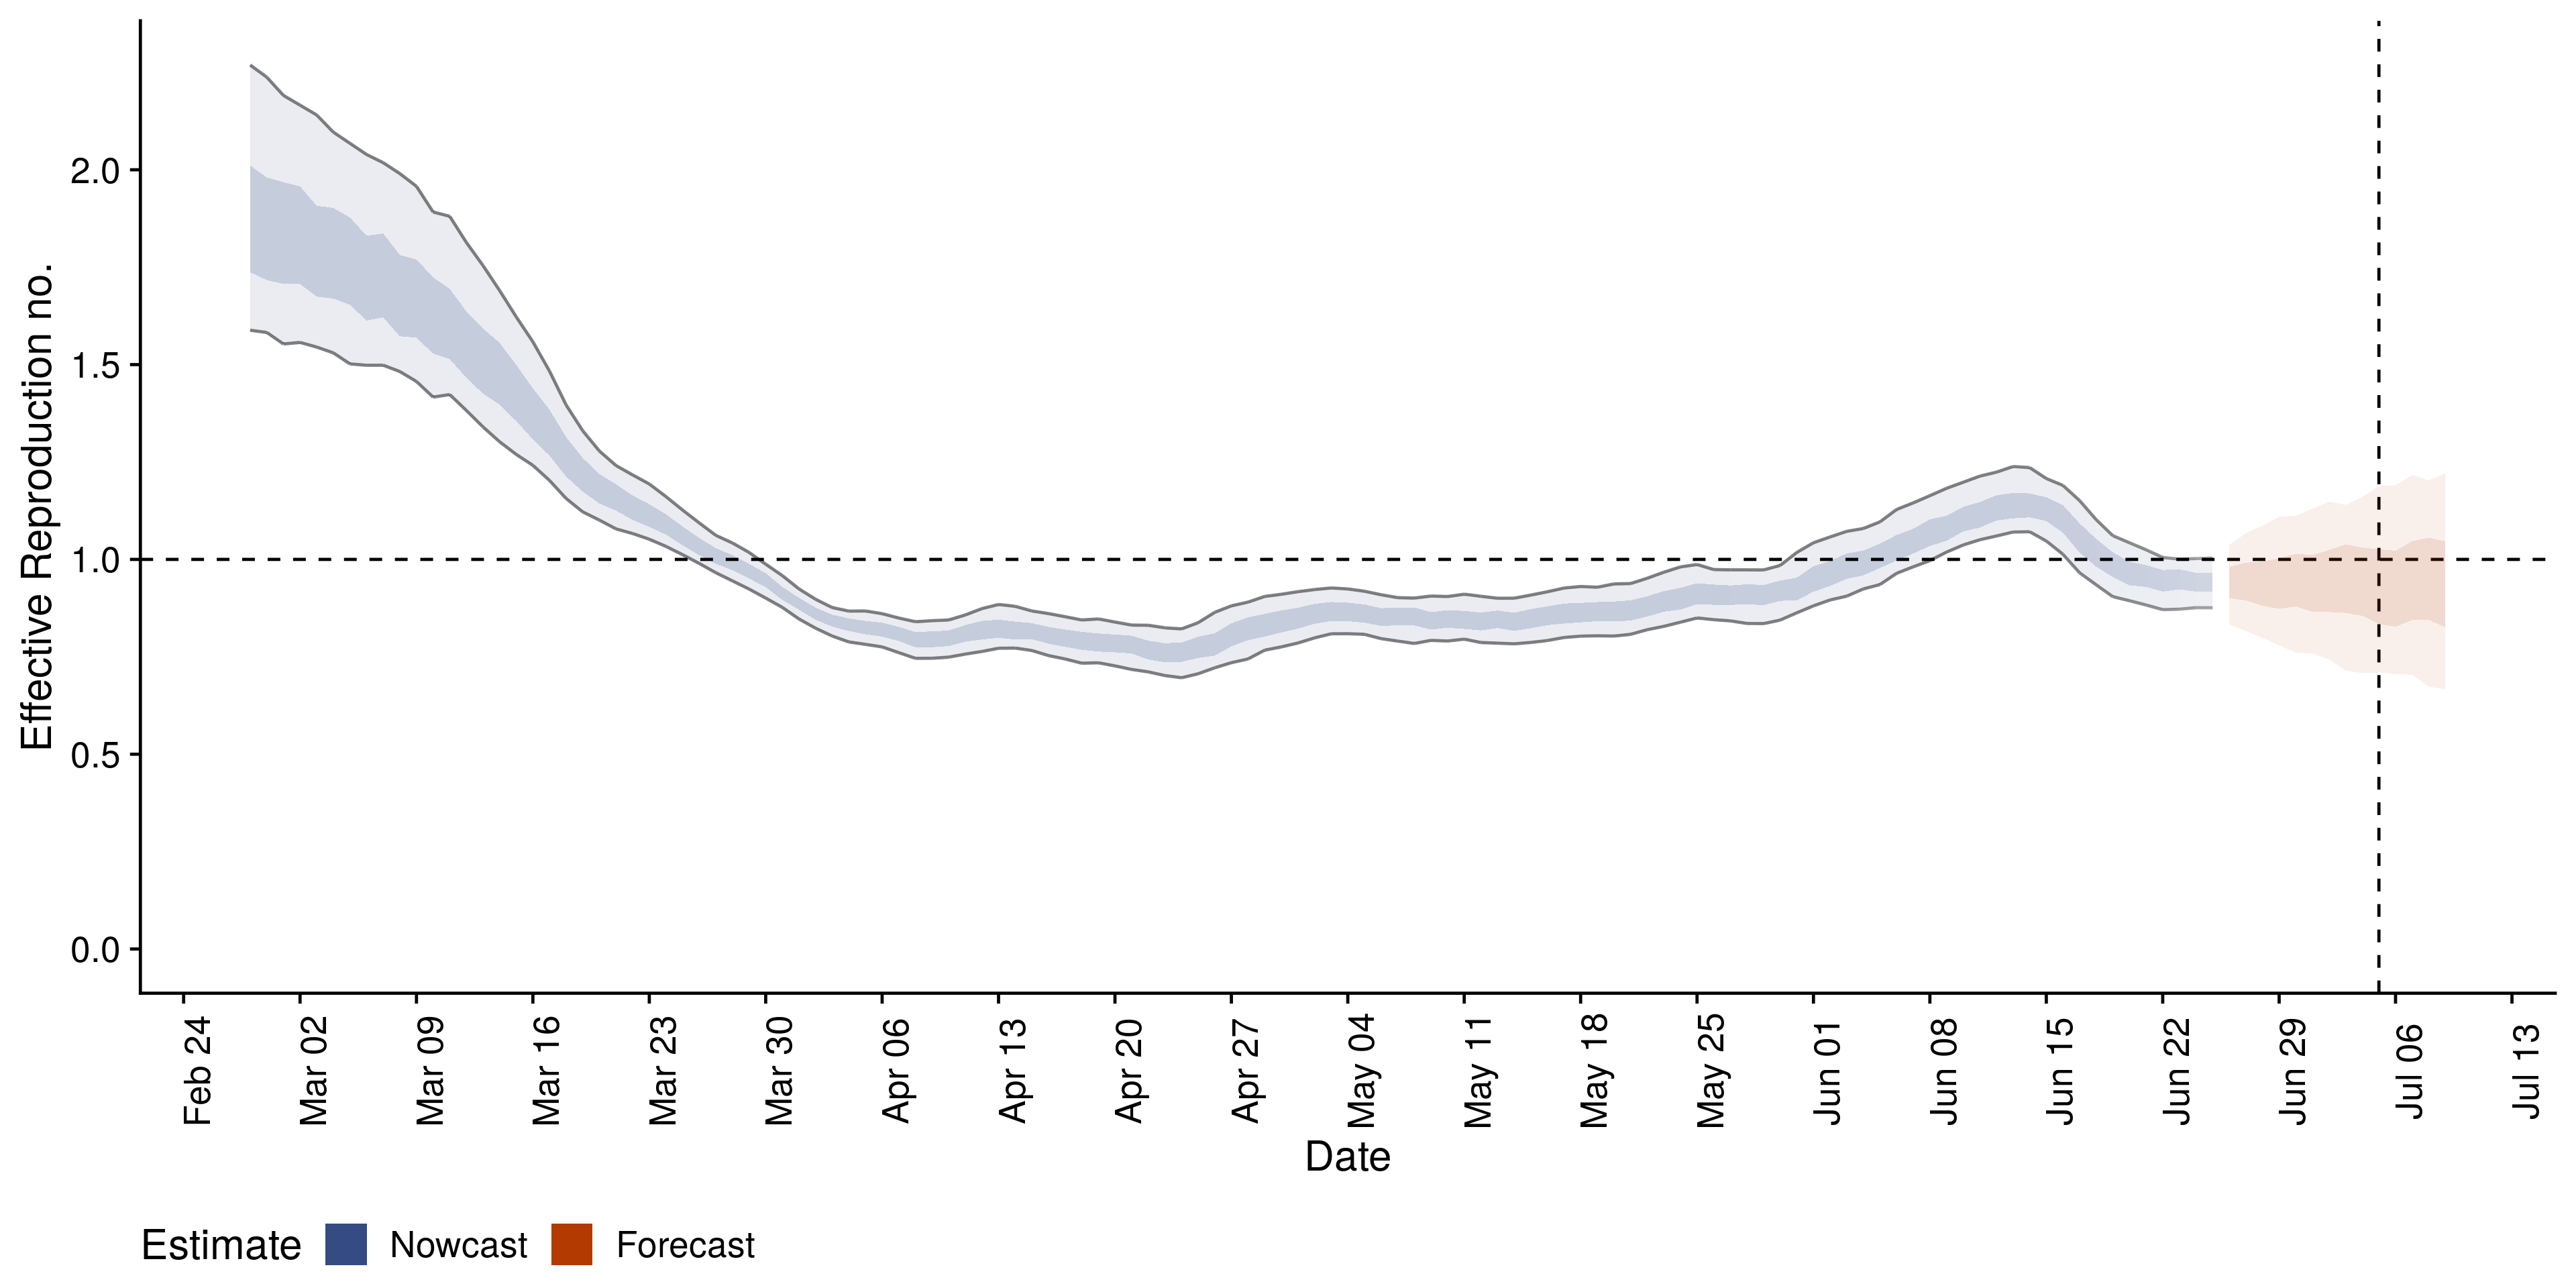 Effective Reproduction no.
2.0
1.5
1.0
0.5
0.0
Feb 24
Mar 02
Mar 09
Mar 16
Mar 23
Mar 30
Apr 06
Apr 13
Apr 20
Apr 27
May 04
May 11
May 18
May 25
Jun 01
Jun 08
Jun 15
Jun 22
Jun 29
Jul 06
Jul 13
Date
Estimate Nowcast Forecast